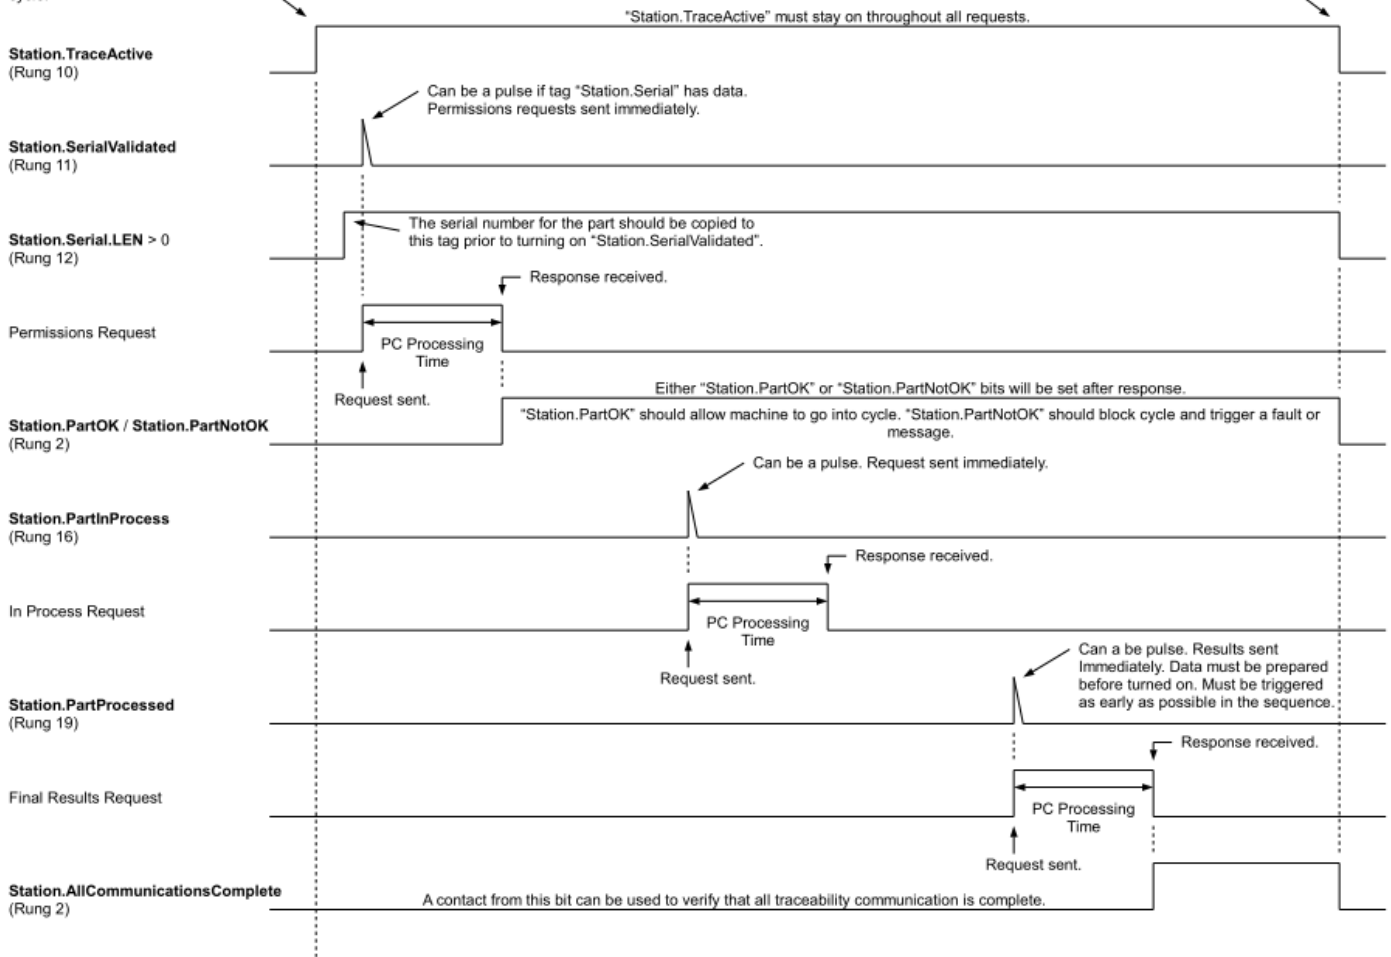 "Station.TraceActive" must stay on throughout all requests.
Station.TraceActive
(Rung 10)
Can be a pulse if tag "Station.Serial" has data.
Permissions requests sent immediately.
Station.SerialValidated
(Rung 11)
The serial number for the part should be copied to
this tag prior to turning on "Station.SerialValidated".
Station.Serial.LEN > 0
(Rung 12)
Response received.
Permissions Request
PC Processing
Time
Request sent.
Either "Station.PartOK" or "Station.PartNotOK" bits will be set after response.
Station.PartOK / Station.PartNotOK
(Rung 2)
"Station.PartOK" should allow machine to go into cycle. "Station.PartNotOK" should block cycle and trigger a fault or
message.
Can be a pulse. Request sent immediately.
Station.PartInProcess
(Rung 16)
Response received.
In Process Request
PC Processing
Time
Request sent.
Can a be pulse. Results sent
Immediately. Data must be prepared
before turned on. Must be triggered
as early as possible in the sequence.
Station.PartProcessed
(Rung 19)
Response received.
Final Results Request
PC Processing
Time
Request sent.
Station.AllCommunicationsComplete
(Rung 2)
A contact from this bit can be used to verify that all traceability communication is complete.